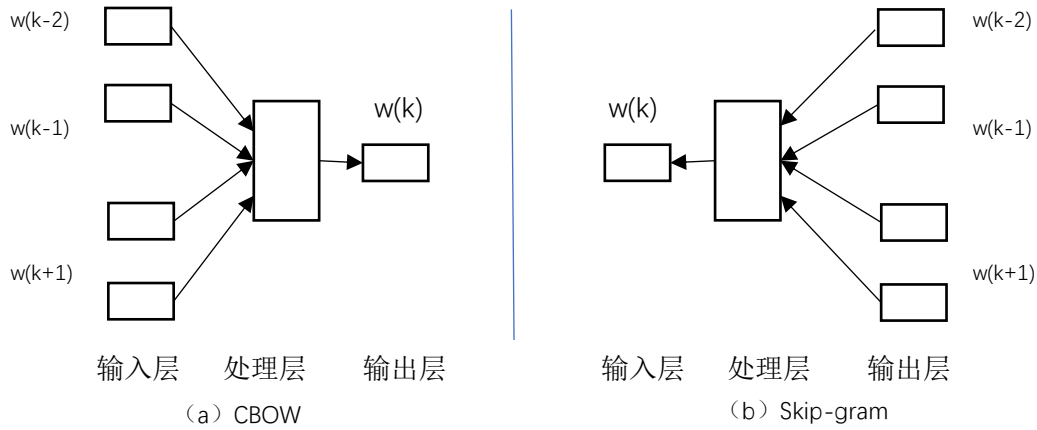 w(k-2)
w(k-1)
w(k+1)
w(k)
输入层
处理层
输出层
（a）CBOW
w(k-2)
w(k-1)
w(k+1)
w(k)
输入层
处理层
输出层
（b）Skip-gram